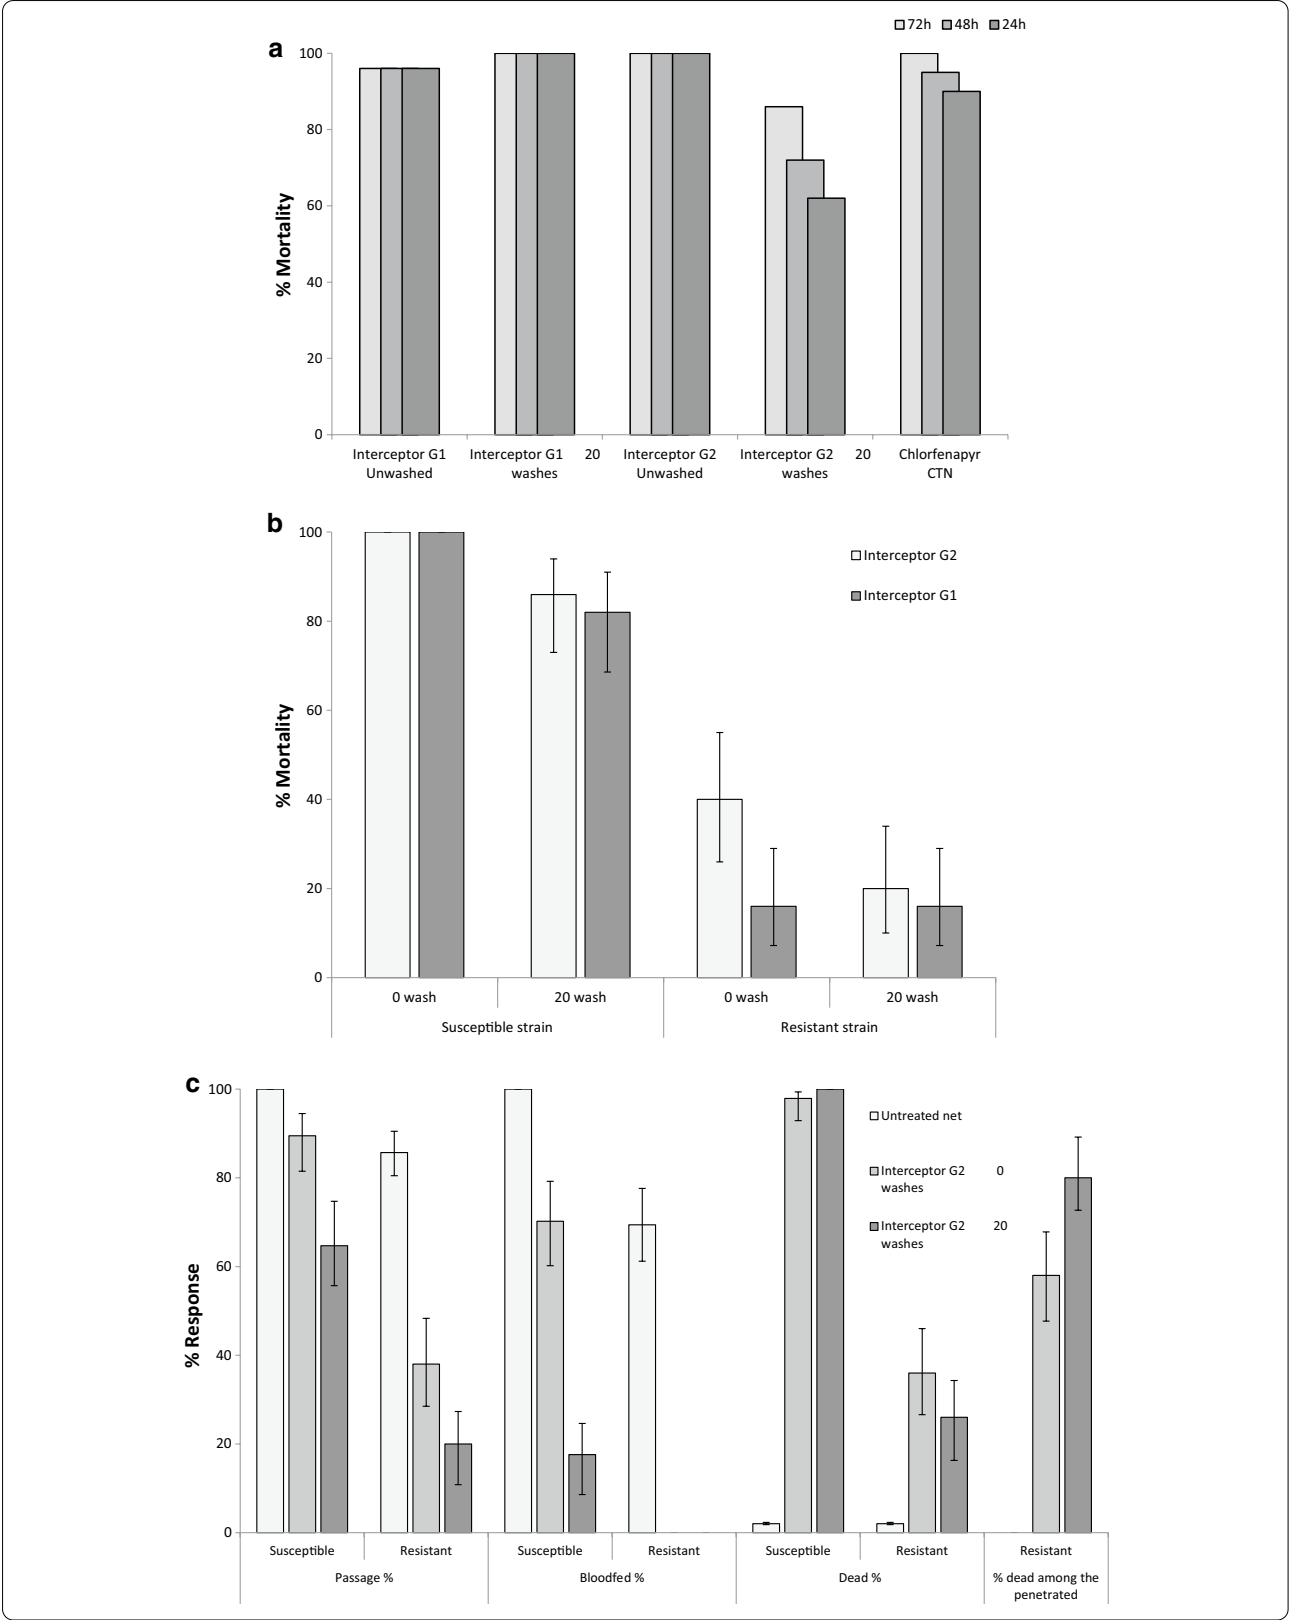 72h 48h 24h
a
100
80
60
40
20
0
% Mortality
Interceptor G1 Interceptor G1 20 Interceptor G2 Interceptor G2 20 Chlorfenapyr
Unwashed washes Unwashed washes CTN
b
100
80
60
40
20
0
% Mortality
Interceptor G2
Interceptor G1
0 wash 20 wash 0 wash 20 wash
Susceptible strain Resistant strain
c
100
80
60
40
20
0
% Response
Untreated net
Interceptor G2 0
washes
Interceptor G2 20
washes
Susceptible Resistant Susceptible Resistant Susceptible Resistant Resistant
Passage % Bloodfed % Dead % % dead among the
penetrated